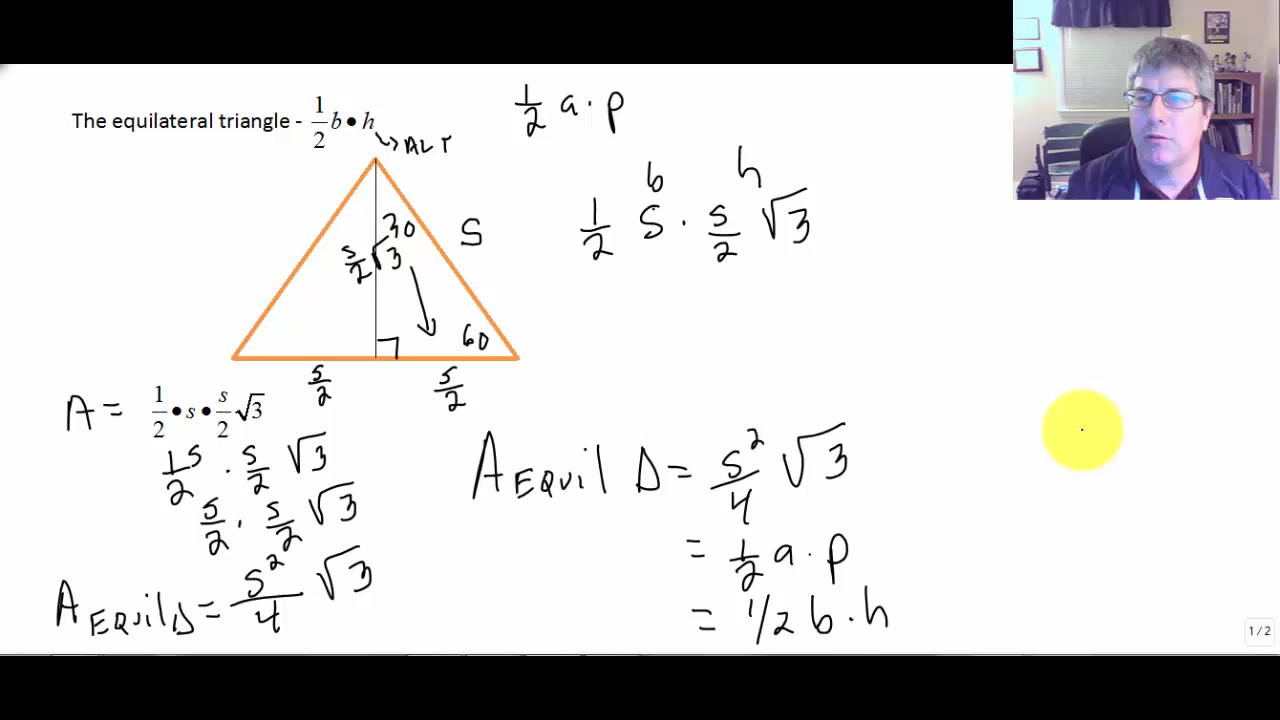 The equilateral triangle - 1/2 b • h
ALT
1/2 a · p
b h
1/2 S · s/2 √3
30
S
s/2 √3
60
s/2 s/2
A = 1/2 • s • s/2 √3
1/2 s · s/2 √3
s/2 · s/2 √3
A EQUIL Δ = s²/4 √3
A EQUIL Δ = s²/4 √3
= 1/2 a · p
= 1/2 b · h
1 / 2